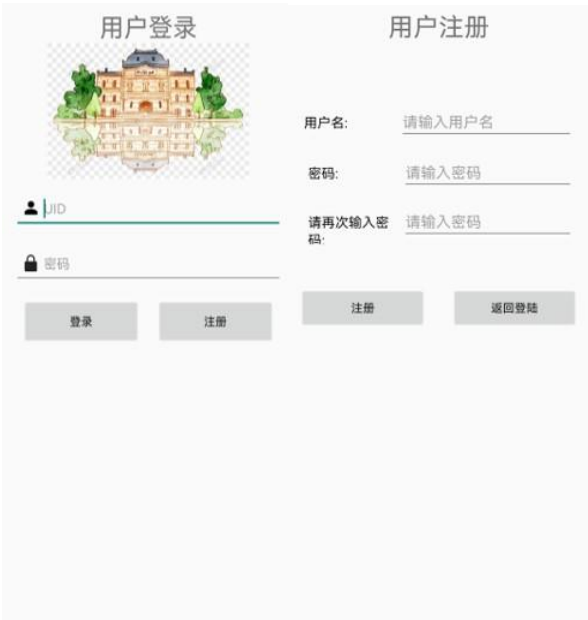 用户登录
UID
密码
登录
注册
用户注册
用户名:
请输入用户名
密码:
请输入密码
请再次输入密
码:
请输入密码
注册
返回登陆